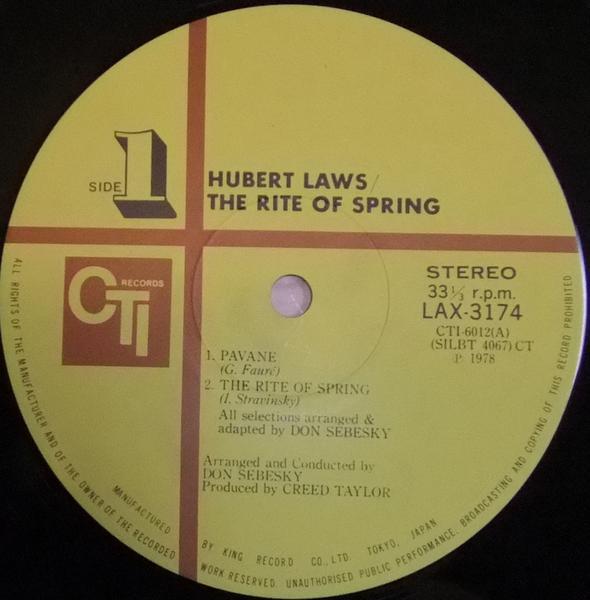 SIDE 1
HUBERT LAWS/
THE RITE OF SPRING
CTI RECORDS
STEREO
33⅓ r.p.m.
LAX-3174
CTI-6012(A)
(SILBT 4067) CT
℗ 1978
1. PAVANE
(G. Fauré)
2. THE RITE OF SPRING
(I. Stravinsky)
All selections arranged &
adapted by DON SEBESKY
Arranged and Conducted by
DON SEBESKY
Produced by CREED TAYLOR
MANUFACTURED BY KING RECORD CO., LTD. TOKYO, JAPAN
ALL RIGHTS OF THE MANUFACTURER AND OF THE OWNER OF THE RECORDED WORK RESERVED. UNAUTHORISED PUBLIC PERFORMANCE, BROADCASTING AND COPYING OF THIS RECORD PROHIBITED